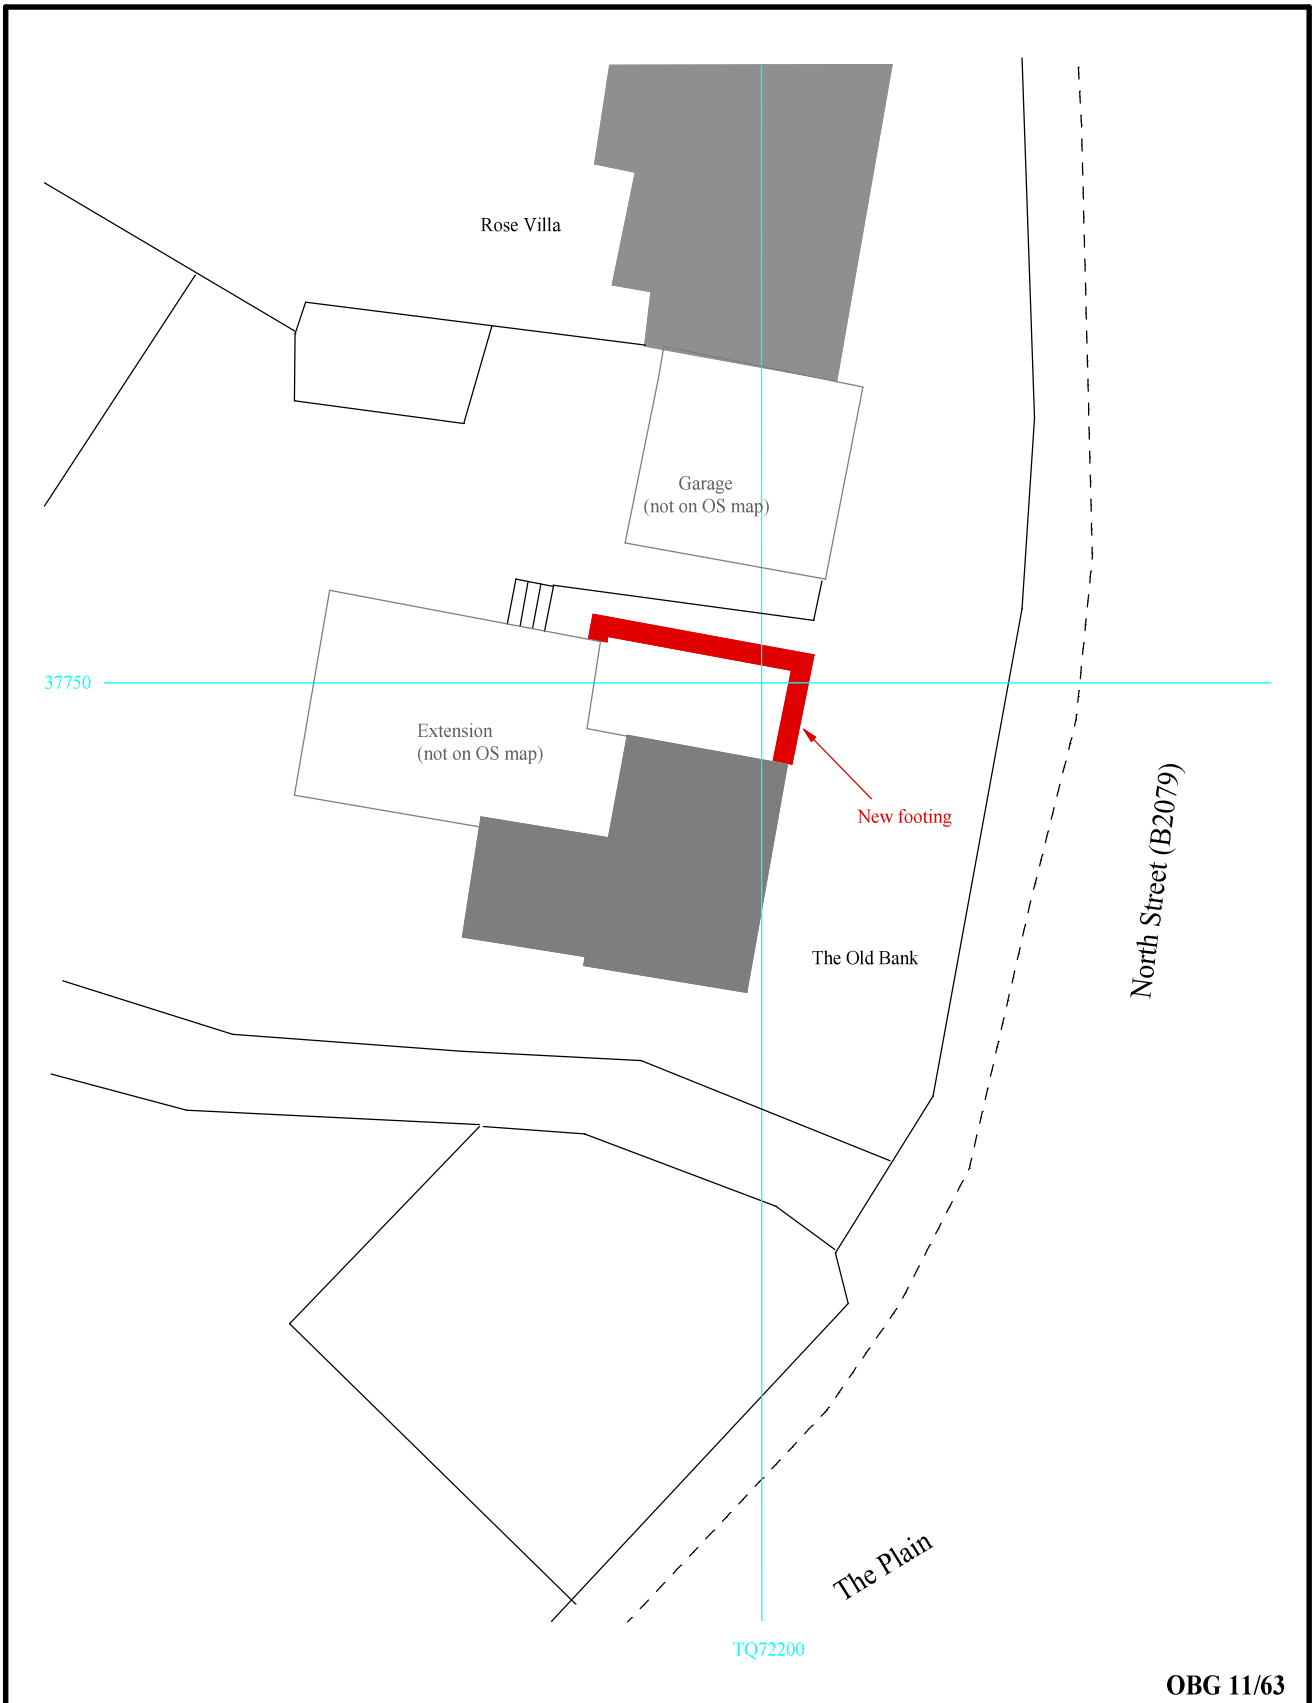 Rose Villa
Garage
(not on OS map)
37750
Extension
(not on OS map)
New footing
North Street (B2079)
The Old Bank
The Plain
TQ72200
OBG 11/63